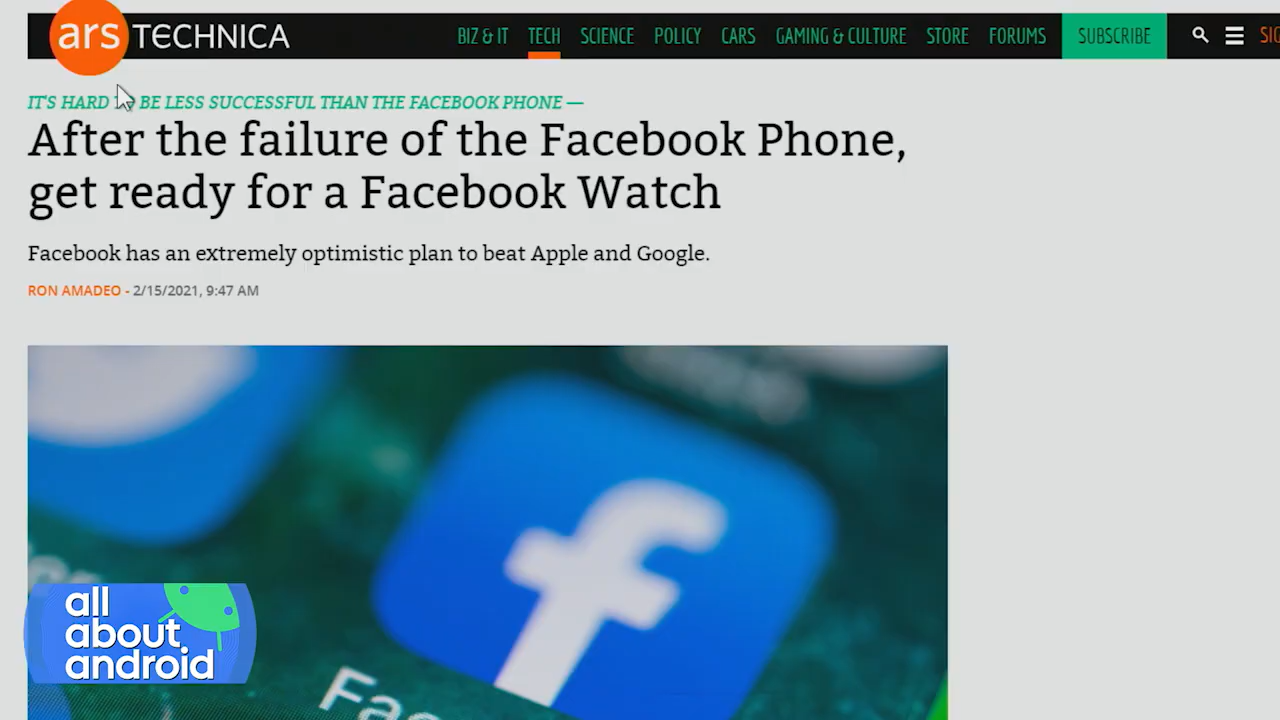 ars TECHNICA
BIZ & IT TECH SCIENCE POLICY CARS GAMING & CULTURE STORE FORUMS SUBSCRIBE
IT'S HARD BE LESS SUCCESSFUL THAN THE FACEBOOK PHONE —
After the failure of the Facebook Phone,
get ready for a Facebook Watch
Facebook has an extremely optimistic plan to beat Apple and Google.
RON AMADEO - 2/15/2021, 9:47 AM
f
all
about
android